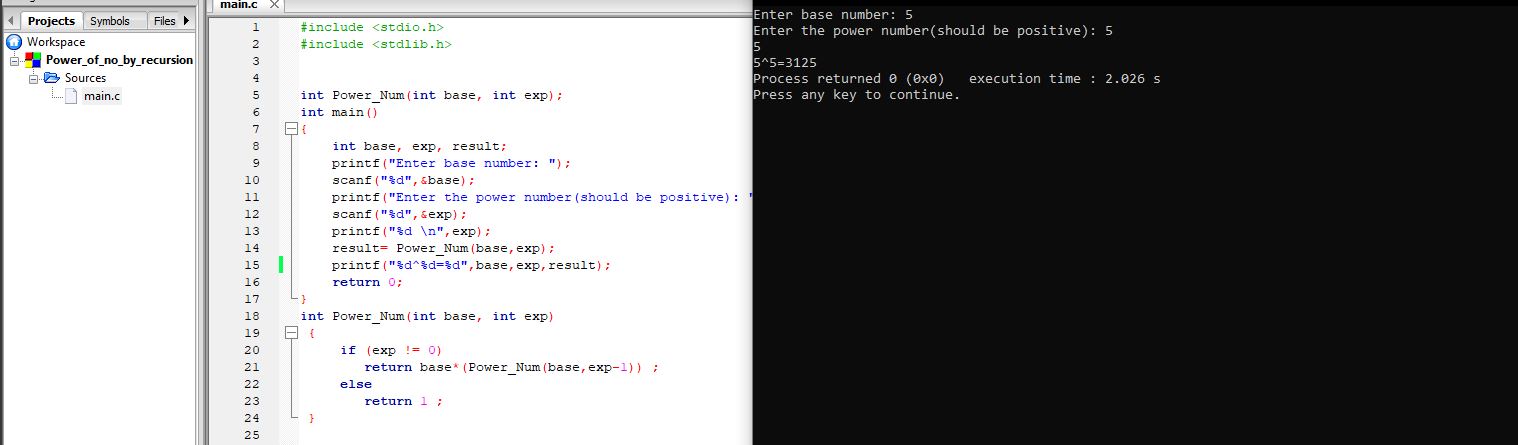 main.c
Projects Symbols Files
Workspace
Power_of_no_by_recursion
Sources
main.c
1 #include <stdio.h>
2 #include <stdlib.h>
3
4
5 int Power_Num(int base, int exp);
6 int main()
7 {
8 int base, exp, result;
9 printf("Enter base number: ");
10 scanf("%d",&base);
11 printf("Enter the power number(should be positive): "
12 scanf("%d",&exp);
13 printf("%d \n",exp);
14 result= Power_Num(base,exp);
15 printf("%d^%d=%d",base,exp,result);
16 return 0;
17 }
18 int Power_Num(int base, int exp)
19 {
20 if (exp != 0)
21 return base*(Power_Num(base,exp-1)) ;
22 else
23 return 1 ;
24 }
25
Enter base number: 5
Enter the power number(should be positive): 5
5
5^5=3125
Process returned 0 (0x0) execution time : 2.026 s
Press any key to continue.